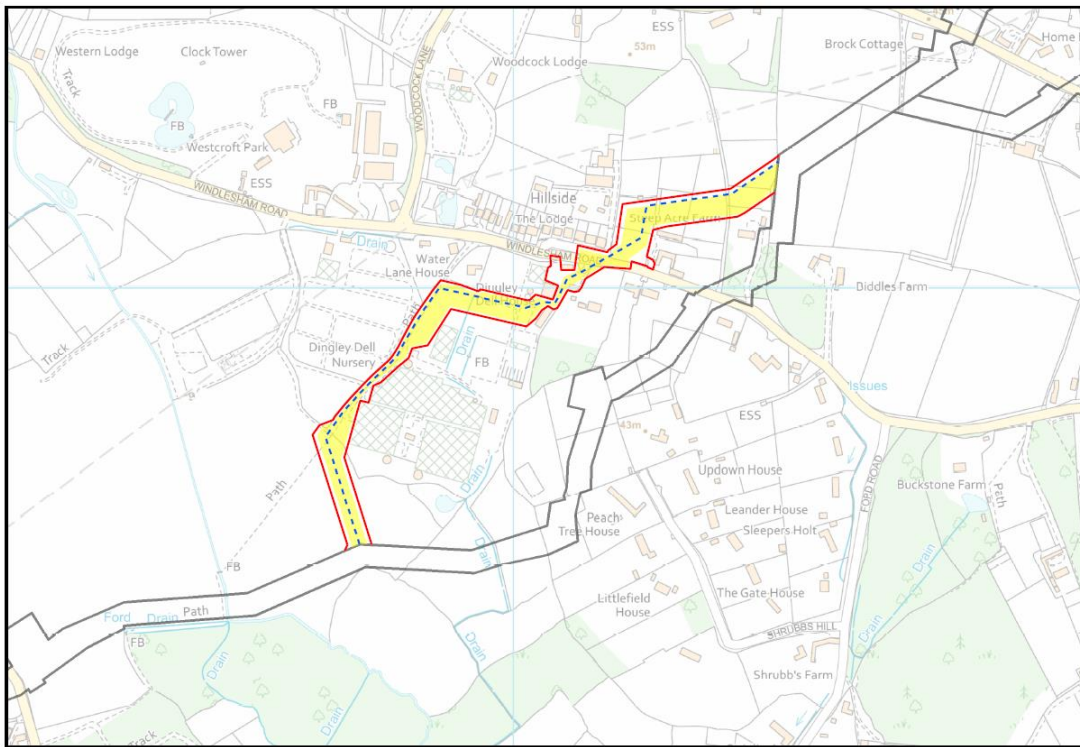 ESS
53m
Brock Cottage
Home
Western Lodge
Clock Tower
Woodcock Lodge
Track
WOODCOCK LANE
FB
FB
Westcroft Park
ESS
WINDLESHAM ROAD
Hillside
The Lodge
Steep Acre Farm
Drain
WINDLESHAM ROAD
Water
Lane House
Dingley
Biddles Farm
Path
Drain
Track
Dingley Dell
Nursery
FB
Issues
ESS
43m
Updown House
FORD ROAD
Buckstone Farm
Path
Path
Drain
Leander House
Peach
Tree House
Sleepers Holt
Drain
Drain
FB
The Gate House
Littlefield
House
Ford
Drain
Path
FB
Drain
Drain
SHRUBBS HILL
Shrubb's Farm